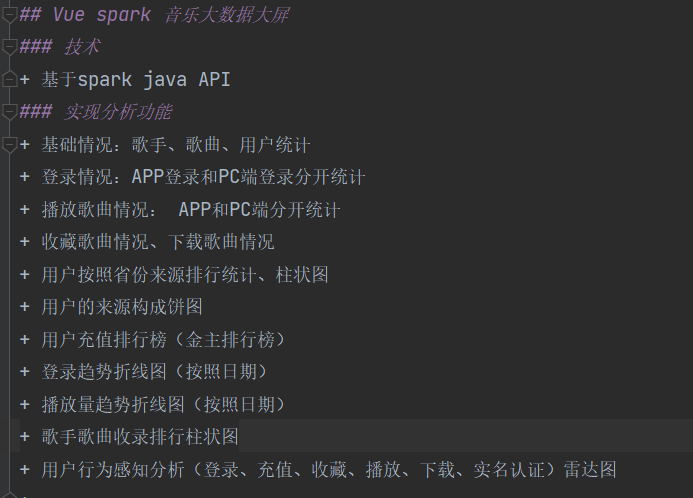 ## Vue spark 音乐大数据大屏
### 技术
+ 基于spark java API
### 实现分析功能
+ 基础情况：歌手、歌曲、用户统计
+ 登录情况：APP登录和PC端登录分开统计
+ 播放歌曲情况： APP和PC端分开统计
+ 收藏歌曲情况、下载歌曲情况
+ 用户按照省份来源排行统计、柱状图
+ 用户的来源构成饼图
+ 用户充值排行榜（金主排行榜）
+ 登录趋势折线图（按照日期）
+ 播放量趋势折线图（按照日期）
+ 歌手歌曲收录排行柱状图
+ 用户行为感知分析（登录、充值、收藏、播放、下载、实名认证）雷达图